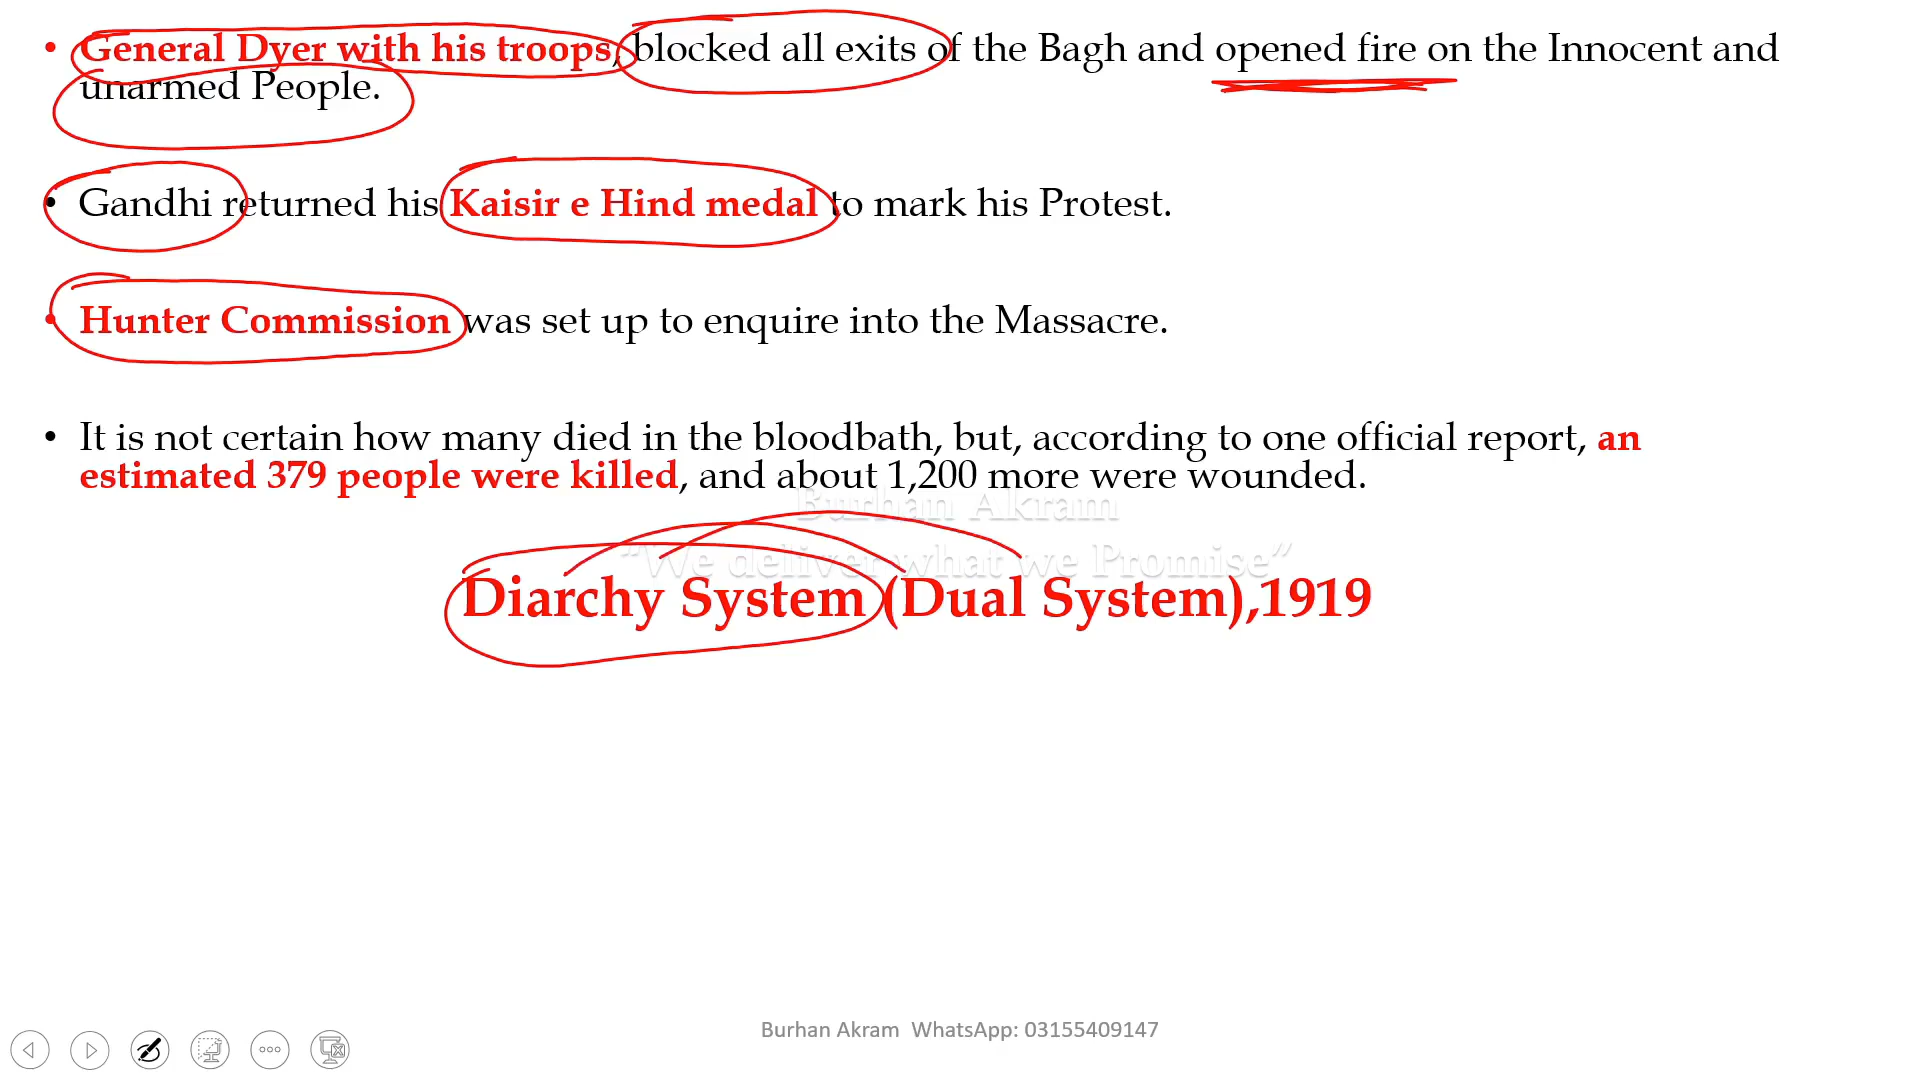 • General Dyer with his troops, blocked all exits of the Bagh and opened fire on the Innocent and
unarmed People.
• Gandhi returned his Kaisir e Hind medal to mark his Protest.
• Hunter Commission was set up to enquire into the Massacre.
• It is not certain how many died in the bloodbath, but, according to one official report, an
estimated 379 people were killed, and about 1,200 more were wounded.
Burhan Akram
“We deliver what we Promise”
Diarchy System (Dual System),1919
Burhan Akram WhatsApp: 03155409147